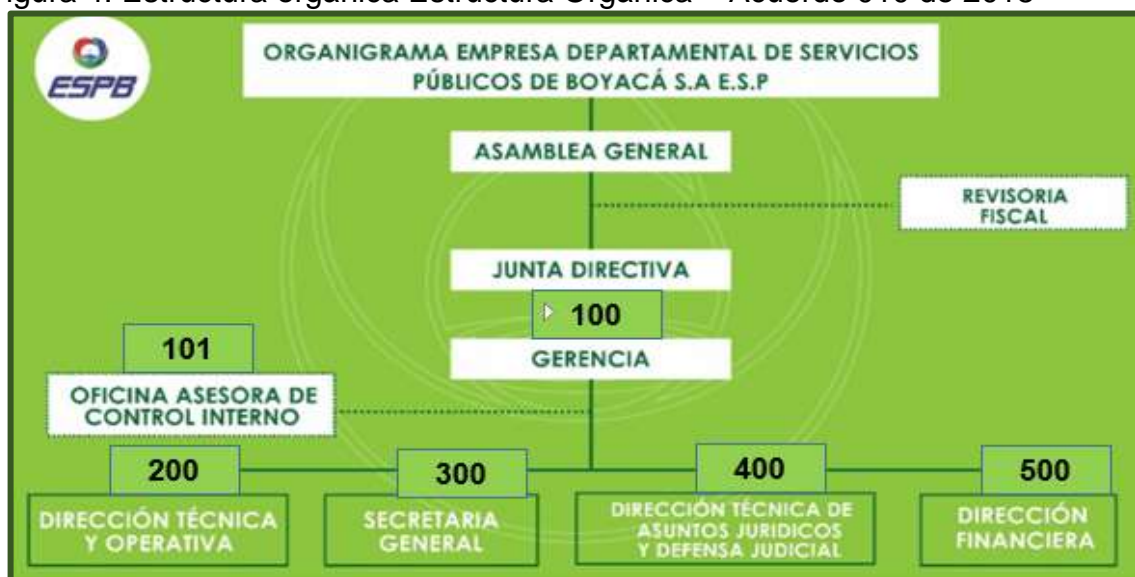 ESPB
ORGANIGRAMA EMPRESA DEPARTAMENTAL DE SERVICIOS
PÚBLICOS DE BOYACÁ S.A E.S.P
ASAMBLEA GENERAL
REVISORIA
FISCAL
JUNTA DIRECTIVA
100
GERENCIA
101
OFICINA ASESORA DE
CONTROL INTERNO
200
300
400
500
DIRECCIÓN TÉCNICA
Y OPERATIVA
SECRETARIA
GENERAL
DIRECCIÓN TÉCNICA DE
ASUNTOS JURIDICOS
Y DEFENSA JUDICIAL
DIRECCIÓN
FINANCIERA